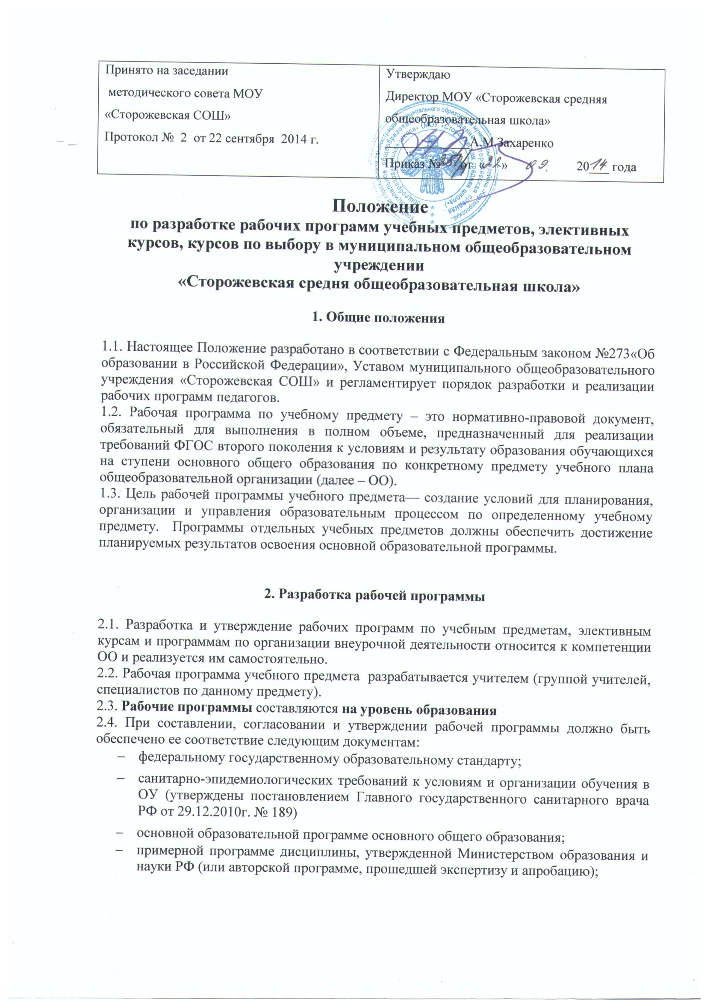 Принято на заседании
методического совета МОУ
«Сторожевская СОШ»
Протокол № 2 от 22 сентября 2014 г.
Утверждаю
Директор МОУ «Сторожевская средняя
общеобразовательная школа»
А.М.Захаренко
Приказ № от «22» 09. 2014 года
Положение
по разработке рабочих программ учебных предметов, элективных
курсов, курсов по выбору в муниципальном общеобразовательном
учреждении
«Сторожевская средня общеобразовательная школа»
1. Общие положения
1.1. Настоящее Положение разработано в соответствии с Федеральным законом №273«Об
образовании в Российской Федерации», Уставом муниципального общеобразовательного
учреждения «Сторожевская СОШ» и регламентирует порядок разработки и реализации
рабочих программ педагогов.
1.2. Рабочая программа по учебному предмету – это нормативно-правовой документ,
обязательный для выполнения в полном объеме, предназначенный для реализации
требований ФГОС второго поколения к условиям и результату образования обучающихся
на ступени основного общего образования по конкретному предмету учебного плана
общеобразовательной организации (далее – ОО).
1.3. Цель рабочей программы учебного предмета— создание условий для планирования,
организации и управления образовательным процессом по определенному учебному
предмету. Программы отдельных учебных предметов должны обеспечить достижение
планируемых результатов освоения основной образовательной программы.
2. Разработка рабочей программы
2.1. Разработка и утверждение рабочих программ по учебным предметам, элективным
курсам и программам по организации внеурочной деятельности относится к компетенции
ОО и реализуется им самостоятельно.
2.2. Рабочая программа учебного предмета разрабатывается учителем (группой учителей,
специалистов по данному предмету).
2.3. Рабочие программы составляются на уровень образования
2.4. При составлении, согласовании и утверждении рабочей программы должно быть
обеспечено ее соответствие следующим документам:
– федеральному государственному образовательному стандарту;
– санитарно-эпидемиологических требований к условиям и организации обучения в
ОУ (утверждены постановлением Главного государственного санитарного врача
РФ от 29.12.2010г. № 189)
– основной образовательной программе основного общего образования;
– примерной программе дисциплины, утвержденной Министерством образования и
науки РФ (или авторской программе, прошедшей экспертизу и апробацию);